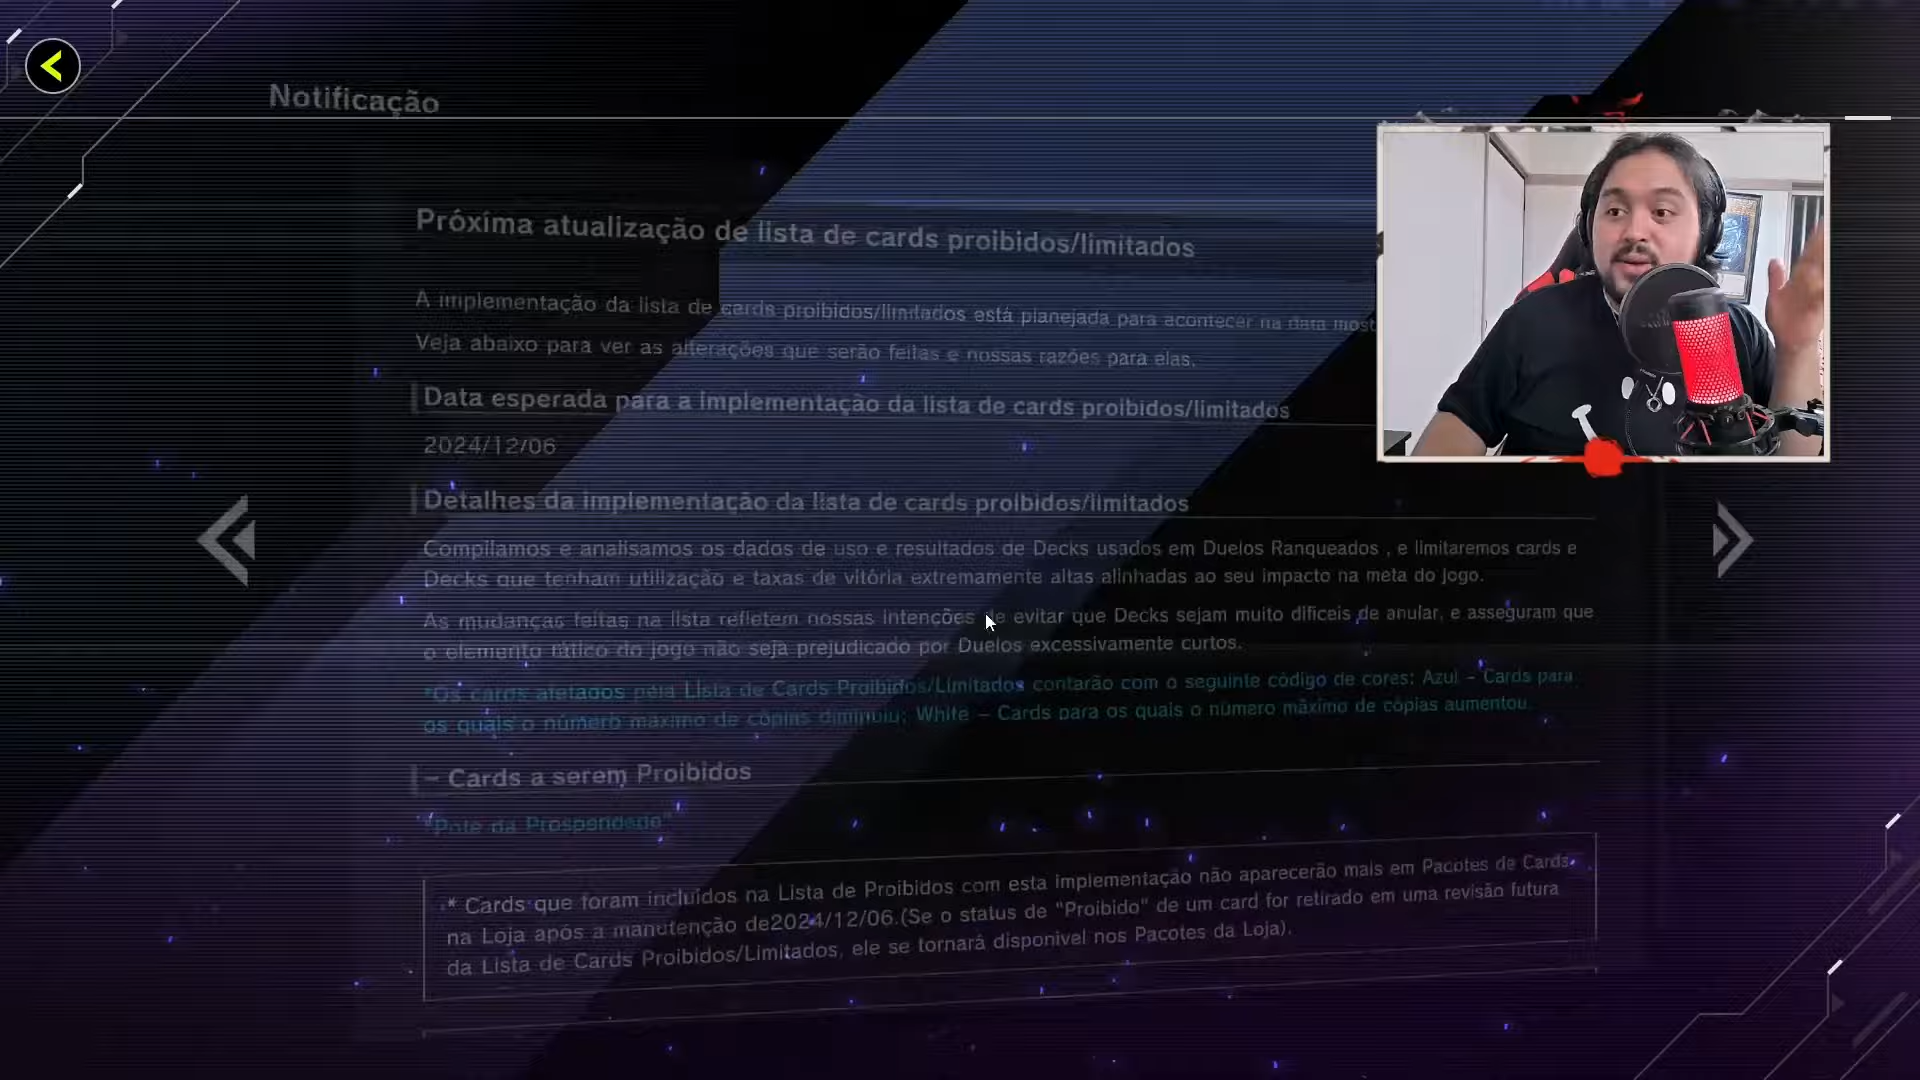 Notificação
Próxima atualização de lista de cards proibidos/limitados
A implementação da lista de cards proibidos/limitados está planejada para acontecer na data most
Veja abaixo para ver as alterações que serão feitas e nossas razões para elas.
Data esperada para a implementação da lista de cards proibidos/limitados
2024/12/06
Detalhes da implementação da lista de cards proibidos/limitados
Compilamos e analisamos os dados de uso e resultados de Decks usados em Duelos Ranqueados , e limitaremos cards e
Decks que tenham utilização e taxas de vitória extremamente altas alinhadas ao seu impacto na meta do jogo.
As mudanças feitas na lista refletem nossas intenções de evitar que Decks sejam muito difíceis de anular, e asseguram que
o elemento tático do jogo não seja prejudicado por Duelos excessivamente curtos.
*Os cards afetados pela Lista de Cards Proibidos/Limitados contarão com o seguinte código de cores: Azul – Cards para
os quais o número máximo de cópias diminuiu; White – Cards para os quais o número máximo de cópias aumentou.
– Cards a serem Proibidos
"Pote da Prosperidade"
* Cards que foram incluídos na Lista de Proibidos com esta implementação não aparecerão mais em Pacotes de Cards
na Loja após a manutenção de2024/12/06.(Se o status de "Proibido" de um card for retirado em uma revisão futura
da Lista de Cards Proibidos/Limitados, ele se tornará disponível nos Pacotes da Loja).